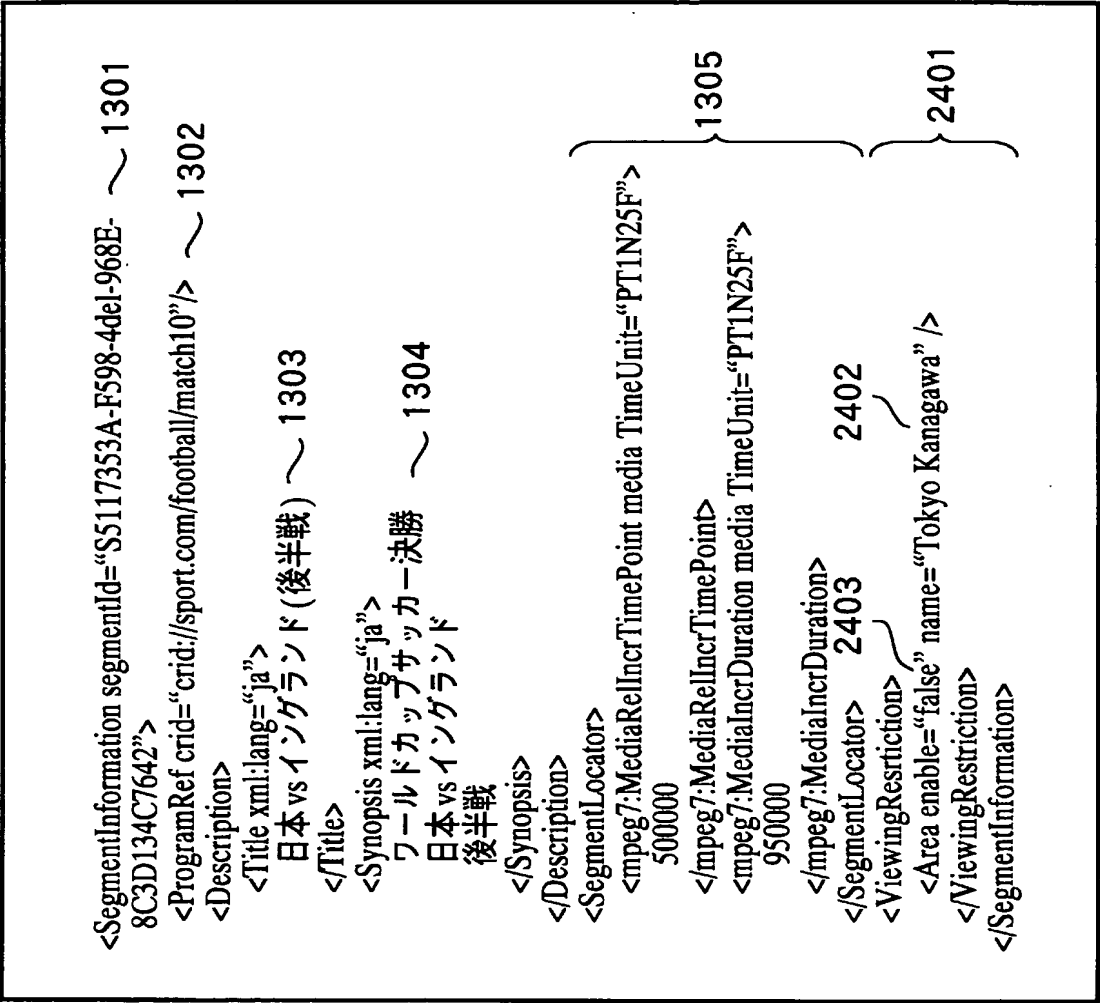 <SegmentInformation segmentId=“S5117353A-F598-4del-968E- ～ 1301
8C3D134C7642”>
<ProgramRef crid=“crid://sport.com/football/match10”/> ～ 1302
<Description>
<Title xml:lang=“ja”>
日本 vs イングランド (後半戦) ～ 1303
</Title>
<Synopsis xml:lang=“ja”>
ワールドカップサッカー決勝 ～ 1304
日本 vs イングランド
後半戦
</Synopsis>
</Description>
<SegmentLocator>
<mpeg7:MediaRelIncrTimePoint media TimeUnit=“PT1N25F”>
500000
</mpeg7:MediaRelIncrTimePoint> 1305
<mpeg7:MediaIncrDuration media TimeUnit=“PT1N25F”>
950000
</mpeg7:MediaIncrDuration>
</SegmentLocator> 2403 2402
<ViewingResrtiction>
<Area enable=“false” name=“Tokyo Kanagawa” /> 2401
</ViewingRestriction>
</SegmentInformation>